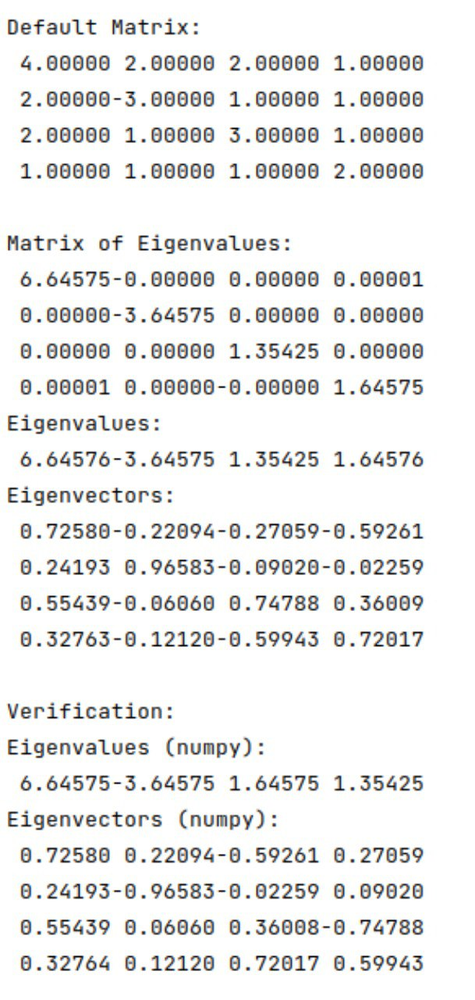 Default Matrix:
4.00000 2.00000 2.00000 1.00000
2.00000-3.00000 1.00000 1.00000
2.00000 1.00000 3.00000 1.00000
1.00000 1.00000 1.00000 2.00000
Matrix of Eigenvalues:
6.64575-0.00000 0.00000 0.00001
0.00000-3.64575 0.00000 0.00000
0.00000 0.00000 1.35425 0.00000
0.00001 0.00000-0.00000 1.64575
Eigenvalues:
6.64576-3.64575 1.35425 1.64576
Eigenvectors:
0.72580-0.22094-0.27059-0.59261
0.24193 0.96583-0.09020-0.02259
0.55439-0.06060 0.74788 0.36009
0.32763-0.12120-0.59943 0.72017
Verification:
Eigenvalues (numpy):
6.64575-3.64575 1.64575 1.35425
Eigenvectors (numpy):
0.72580 0.22094-0.59261 0.27059
0.24193-0.96583-0.02259 0.09020
0.55439 0.06060 0.36008-0.74788
0.32764 0.12120 0.72017 0.59943